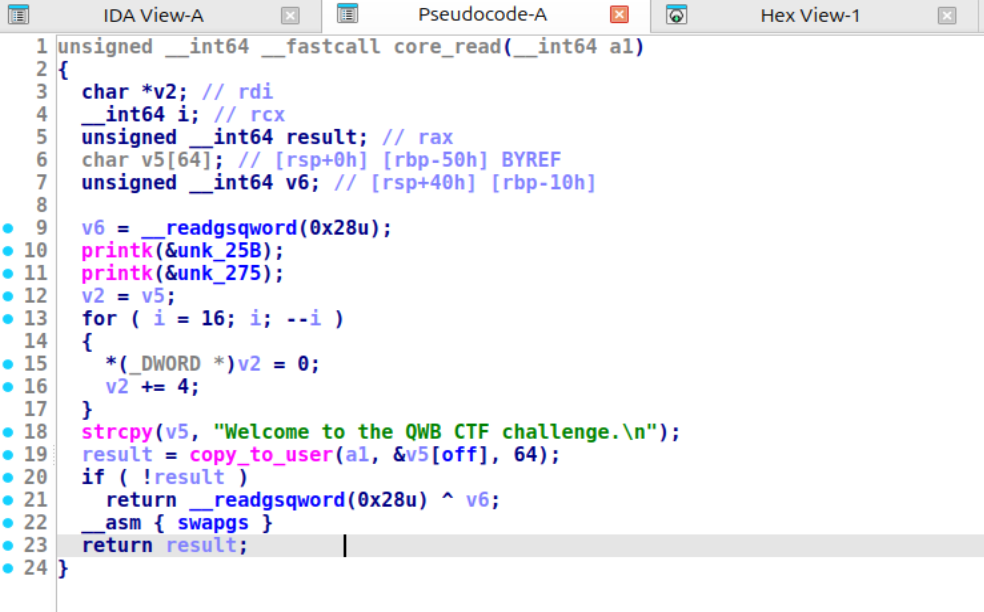 IDA View-A Pseudocode-A Hex View-1
1 unsigned __int64 __fastcall core_read(__int64 a1)
2 {
3 char *v2; // rdi
4 __int64 i; // rcx
5 unsigned __int64 result; // rax
6 char v5[64]; // [rsp+0h] [rbp-50h] BYREF
7 unsigned __int64 v6; // [rsp+40h] [rbp-10h]
8
9 v6 = __readgsqword(0x28u);
10 printk(&unk_25B);
11 printk(&unk_275);
12 v2 = v5;
13 for ( i = 16; i; --i )
14 {
15 *(_DWORD *)v2 = 0;
16 v2 += 4;
17 }
18 strcpy(v5, "Welcome to the QWB CTF challenge.\n");
19 result = copy_to_user(a1, &v5[off], 64);
20 if ( !result )
21 return __readgsqword(0x28u) ^ v6;
22 __asm { swapgs }
23 return result;
24 }